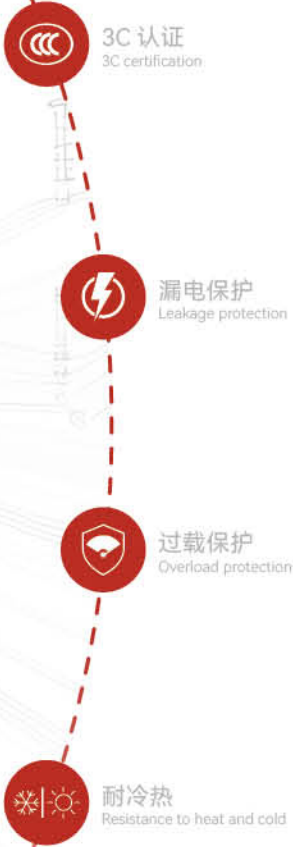 3C 认证
3C certification
漏电保护
Leakage protection
过载保护
Overload protection
耐冷热
Resistance to heat and cold